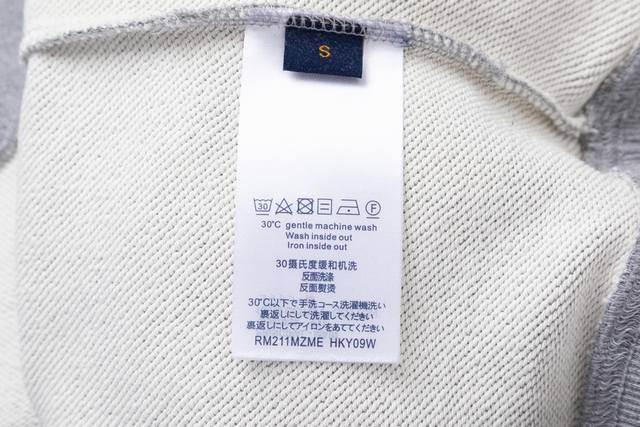 S
30
F
30°C gentle machine wash
Wash inside out
Iron inside out
30摄氏度缓和机洗
反面洗涤
反面熨烫
30°C以下で手洗コース洗濯機洗い
裏返しにして洗濯してください
裏返しにしてアイロンをあててください
RM211MZME HKY09W